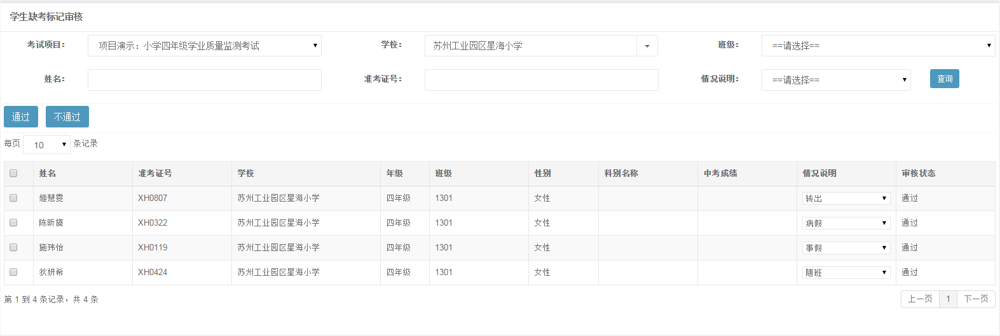 学生缺考标记审核
考试项目： 项目演示：小学四年级学业质量监测考试 学校： 苏州工业园区星海小学 班级： ==请选择==
姓名： 准考证号： 情况说明： ==请选择== 查询
通过 不通过
每页 10 条记录
姓名 准考证号 学校 年级 班级 性别 科别名称 中考成绩 情况说明 审核状态
姬慧雯 XH0807 苏州工业园区星海小学 四年级 1301 女性 转出 通过
陈昕旖 XH0322 苏州工业园区星海小学 四年级 1301 女性 病假 通过
施玮怡 XH0119 苏州工业园区星海小学 四年级 1301 女性 事假 通过
狄妍希 XH0424 苏州工业园区星海小学 四年级 1301 女性 随班 通过
第 1 到 4 条记录，共 4 条 上一页 1 下一页